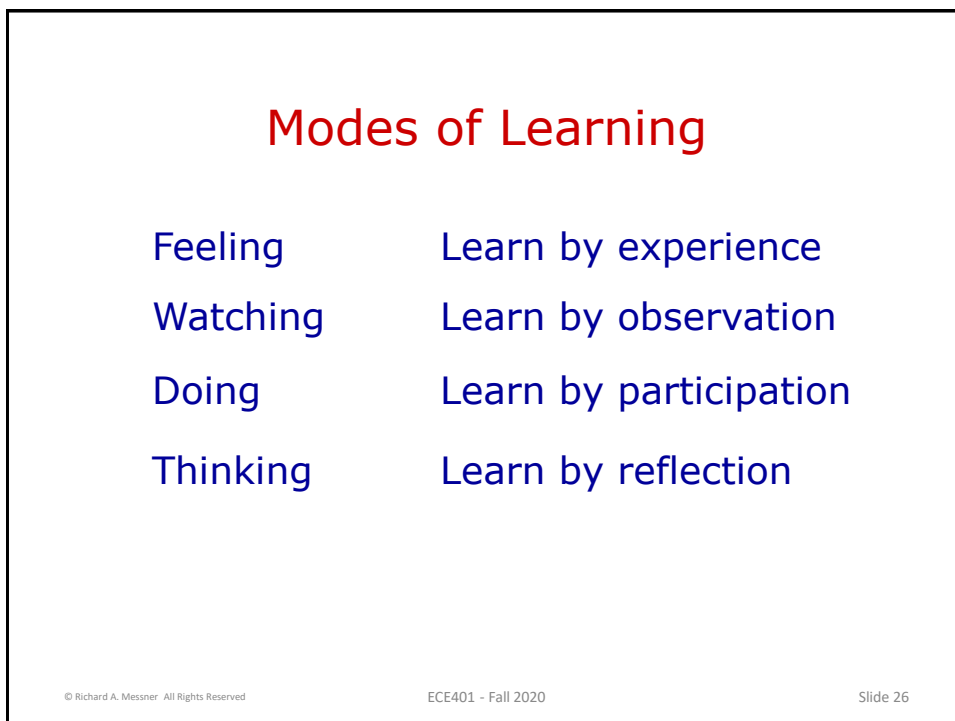 Modes of Learning
Feeling Learn by experience
Watching Learn by observation
Doing Learn by participation
Thinking Learn by reflection
© Richard A. Messner All Rights Reserved ECE401 - Fall 2020 Slide 26